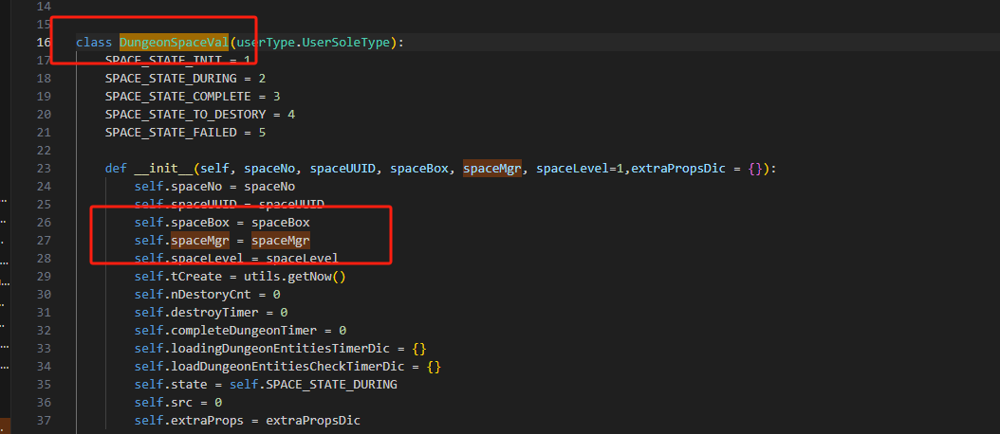 14
15
16 class DungeonSpaceVal(userType.UserSoleType):
17 SPACE_STATE_INIT = 1
18 SPACE_STATE_DURING = 2
19 SPACE_STATE_COMPLETE = 3
20 SPACE_STATE_TO_DESTORY = 4
21 SPACE_STATE_FAILED = 5
22
23 def __init__(self, spaceNo, spaceUUID, spaceBox, spaceMgr, spaceLevel=1,extraPropsDic = {}):
24 self.spaceNo = spaceNo
25 self.spaceUUID = spaceUUID
26 self.spaceBox = spaceBox
27 self.spaceMgr = spaceMgr
28 self.spaceLevel = spaceLevel
29 self.tCreate = utils.getNow()
30 self.nDestoryCnt = 0
31 self.destroyTimer = 0
32 self.completeDungeonTimer = 0
33 self.loadingDungeonEntitiesTimerDic = {}
34 self.loadDungeonEntitiesCheckTimerDic = {}
35 self.state = self.SPACE_STATE_DURING
36 self.src = 0
37 self.extraProps = extraPropsDic